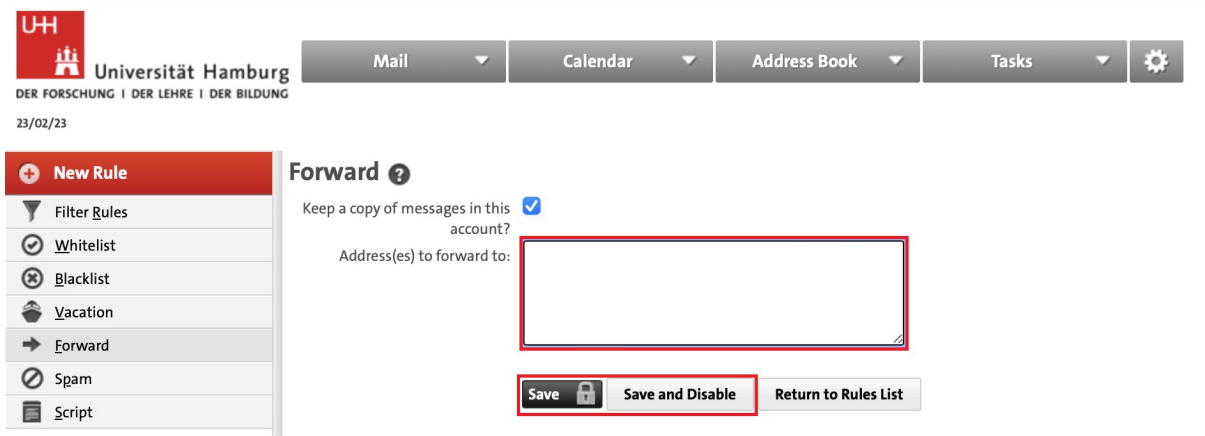 UHH
Universität Hamburg
DER FORSCHUNG | DER LEHRE | DER BILDUNG
Mail
Calendar
Address Book
Tasks
23/02/23
New Rule
Filter Rules
Whitelist
Blacklist
Vacation
Forward
Spam
Script
Forward ?
Keep a copy of messages in this
account?
Address(es) to forward to:
Save
Save and Disable
Return to Rules List